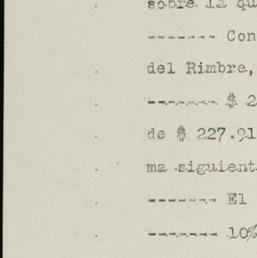 sobre la qu
------- Con
del Rimbre,
------- $ 2
de $ 227.91
ma siguient
------- El
------- 10%